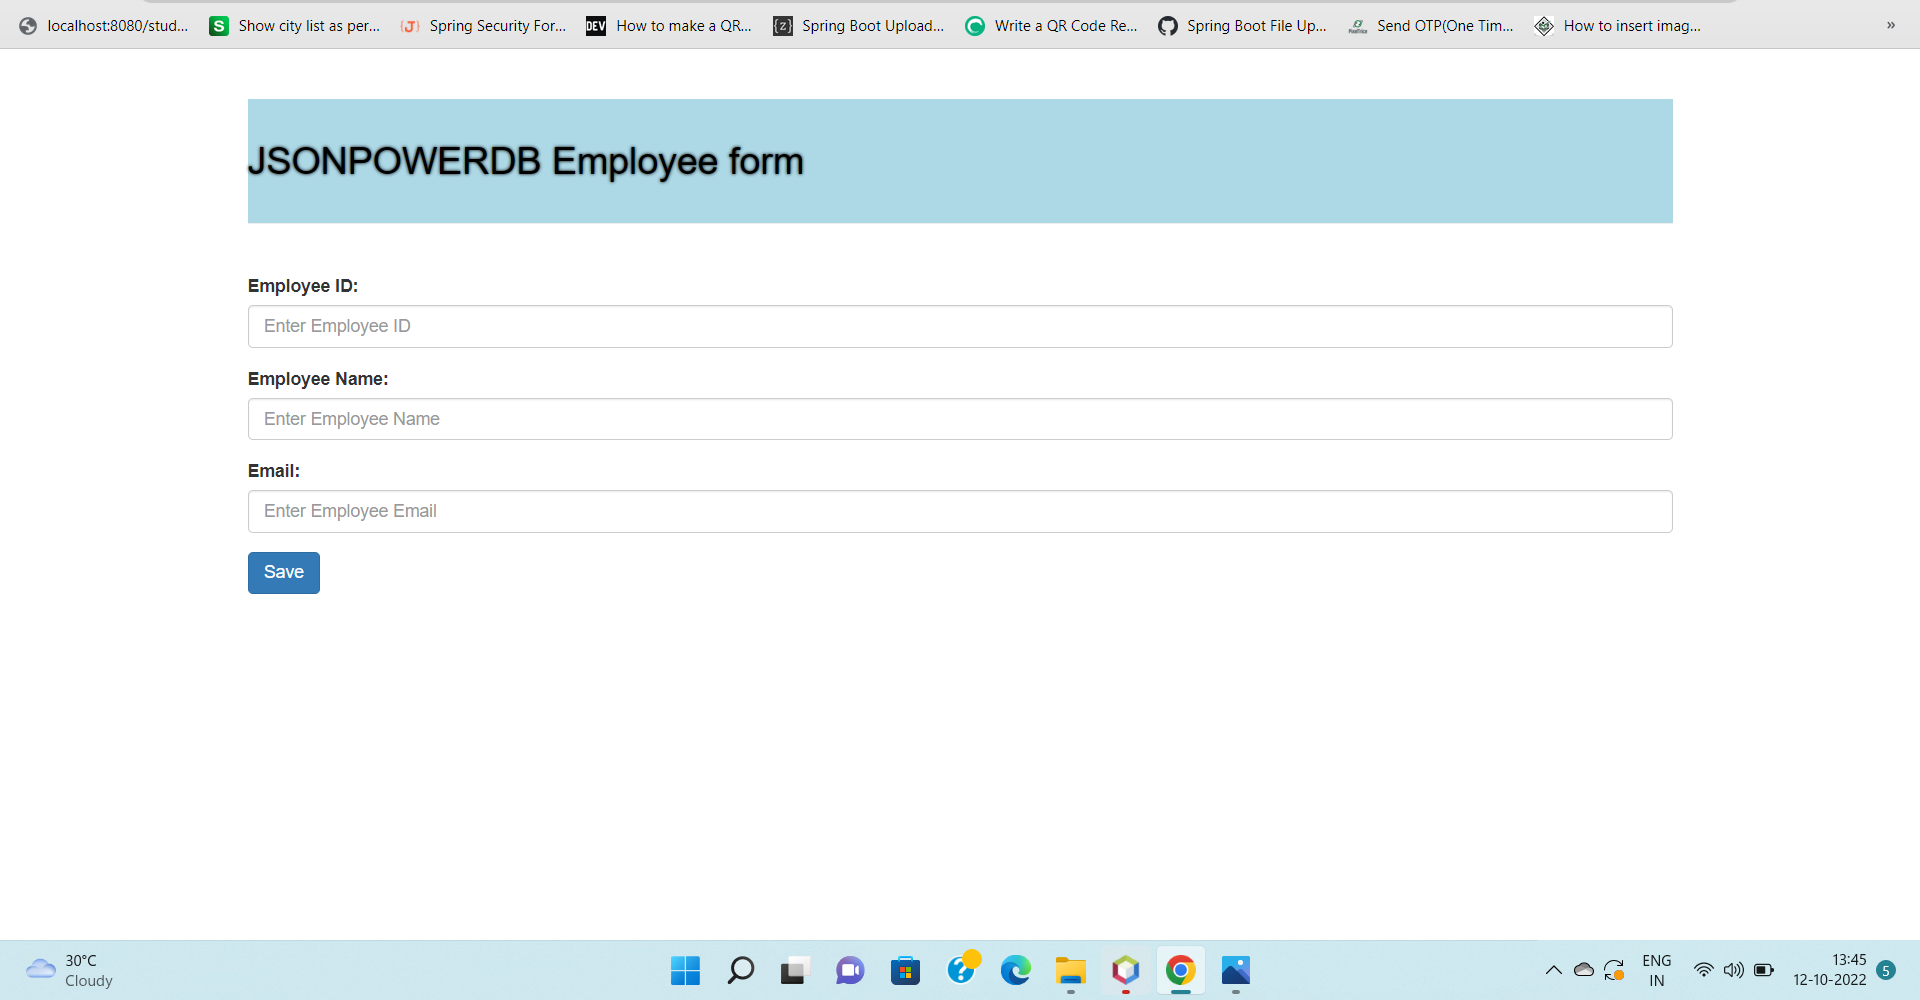 localhost:8080/stud...
S Show city list as per...
{J} Spring Security For...
DEV How to make a QR...
{z} Spring Boot Upload...
Write a QR Code Re...
Spring Boot File Up...
Send OTP(One Tim...
How to insert imag...
»
JSONPOWERDB Employee form
Employee ID:
Enter Employee ID
Employee Name:
Enter Employee Name
Email:
Enter Employee Email
Save
30°C
Cloudy
ENG
IN
13:45
12-10-2022
5